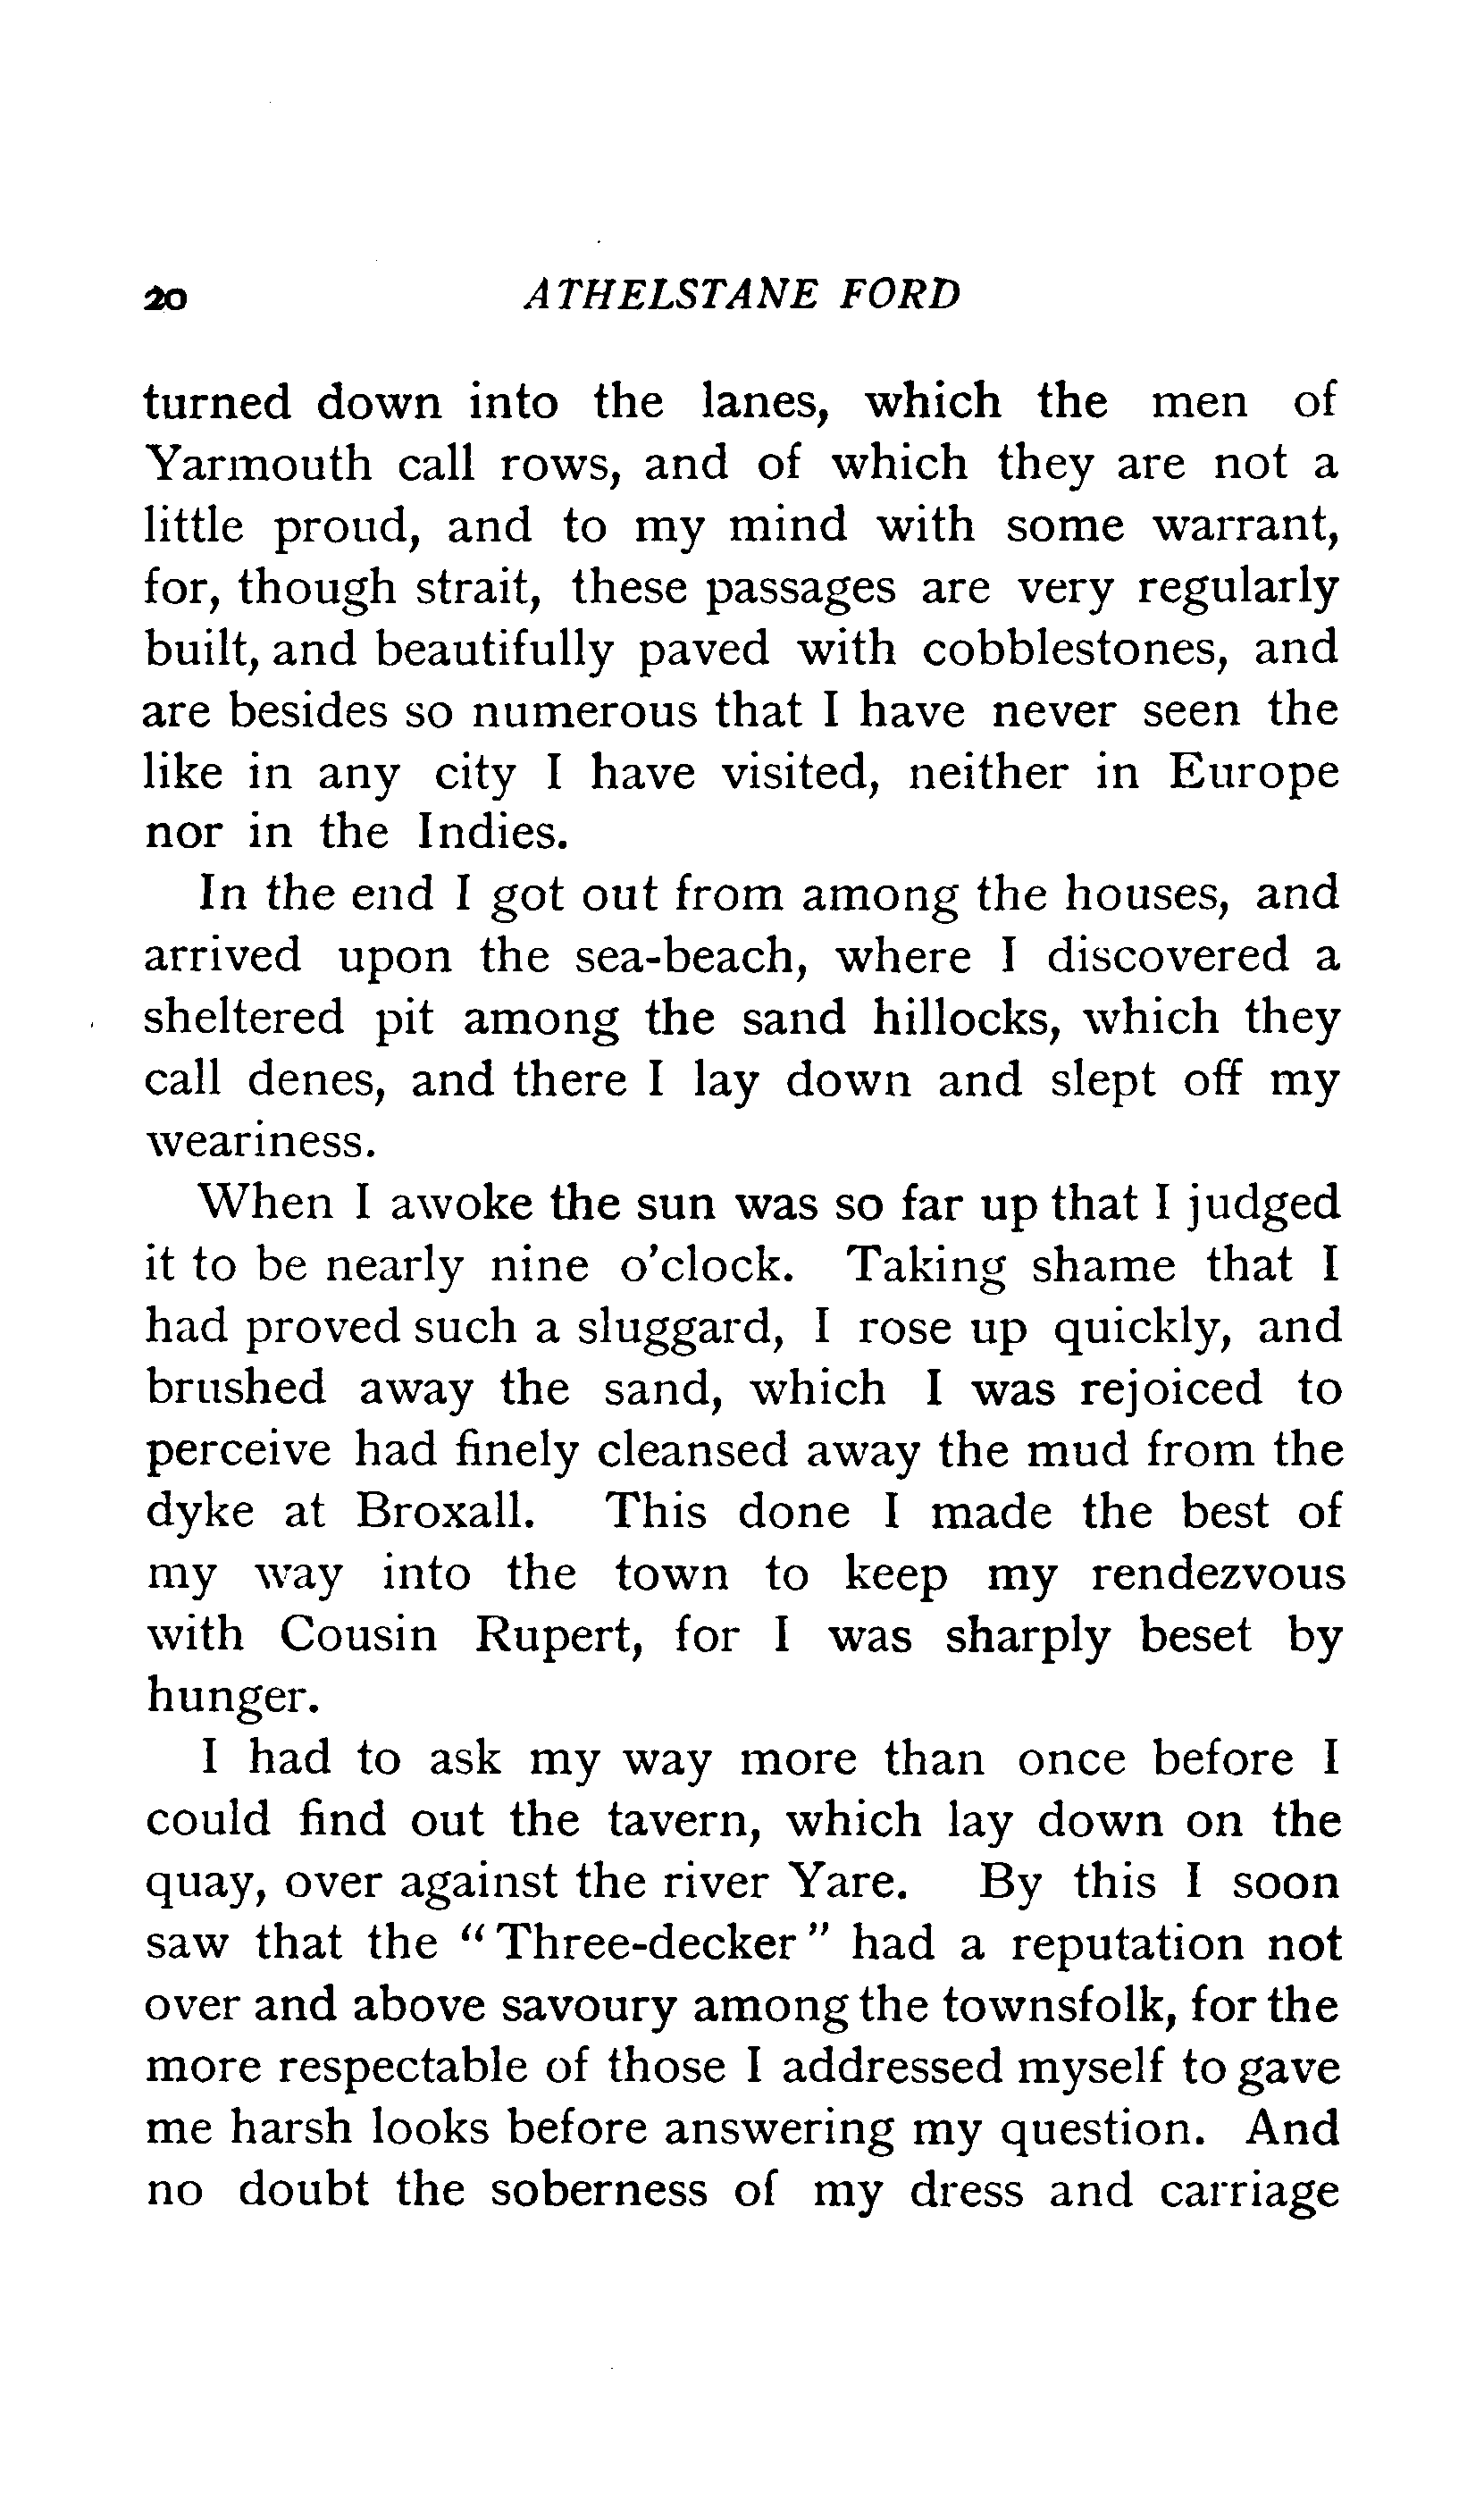 20 ATHELSTANE FORD
turned down into the lanes, which the men of
Yarmouth call rows, and of which they are not a
little proud, and to my mind with some warrant,
for, though strait, these passages are very regularly
built, and beautifully paved with cobblestones, and
are besides so numerous that I have never seen the
like in any city I have visited, neither in Europe
nor in the Indies.
In the end I got out from among the houses, and
arrived upon the sea-beach, where I discovered a
sheltered pit among the sand hillocks, which they
call denes, and there I lay down and slept off my
weariness.
When I awoke the sun was so far up that I judged
it to be nearly nine o'clock. Taking shame that I
had proved such a sluggard, I rose up quickly, and
brushed away the sand, which I was rejoiced to
perceive had finely cleansed away the mud from the
dyke at Broxall. This done I made the best of
my way into the town to keep my rendezvous
with Cousin Rupert, for I was sharply beset by
hunger.
I had to ask my way more than once before I
could find out the tavern, which lay down on the
quay, over against the river Yare. By this I soon
saw that the "Three-decker" had a reputation not
over and above savoury among the townsfolk, for the
more respectable of those I addressed myself to gave
me harsh looks before answering my question. And
no doubt the soberness of my dress and carriage